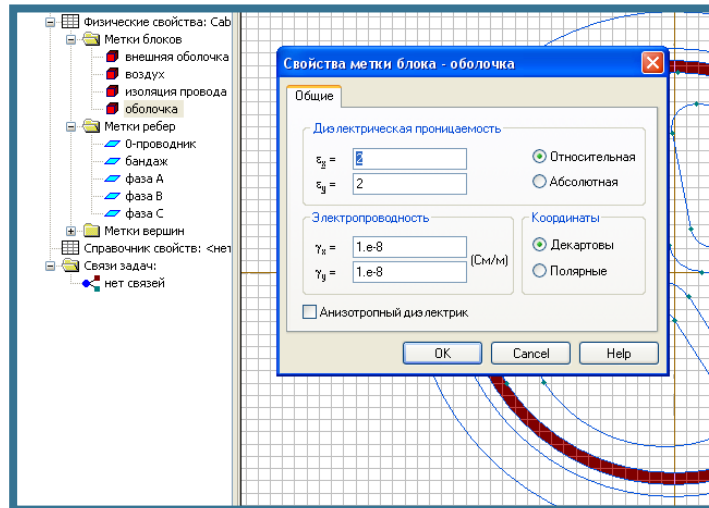 Физические свойства: Cab
Метки блоков
внешняя оболочка
воздух
изоляция провода
оболочка
Метки ребер
0-проводник
бандаж
фаза A
фаза B
фаза C
Метки вершин
Справочник свойств: <нет
Связи задач:
нет связей
Свойства метки блока - оболочка
Общие
Диэлектрическая проницаемость
εx = 2
εy = 2
Относительная
Абсолютная
Электропроводность
γx = 1.e-8
γy = 1.e-8
(См/м)
Координаты
Декартовы
Полярные
Анизотропный диэлектрик
OK Cancel Help